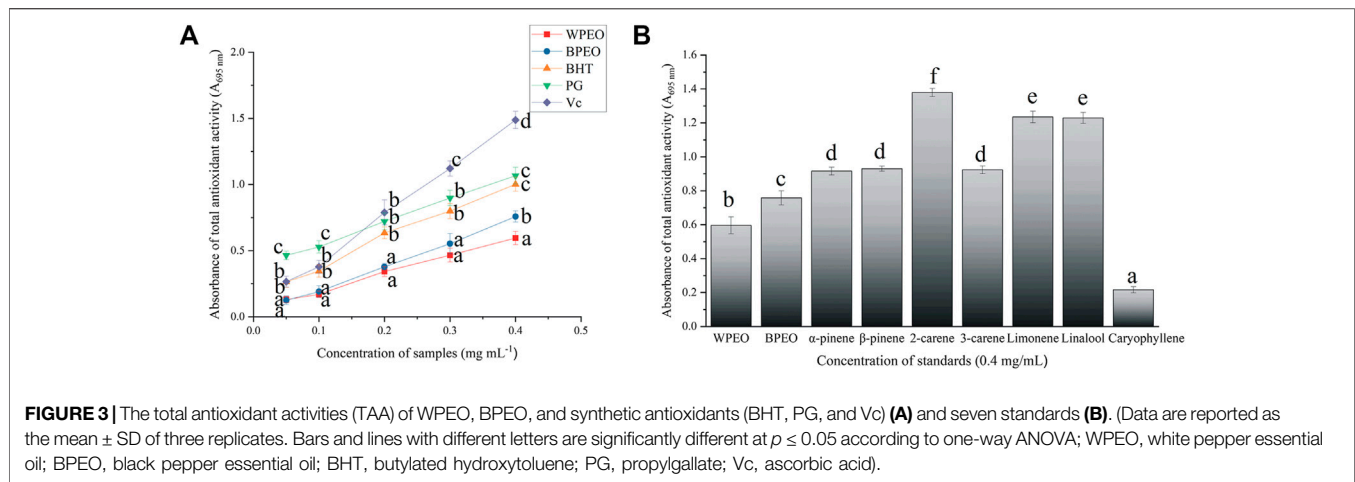 A
Absorbance of total antioxidant activity (A695 nm)
2.0
1.5
1.0
0.5
0.0
WPEO
BPEO
BHT
PG
Vc
d
c
c
b
a
c
b
b
a
a
b
b
b
a
a
c
b
b
a
a
c
b
b
a
a
0.0
0.1
0.2
0.3
0.4
0.5
Concentration of samples (mg mL-1)
B
Absorbance of total antioxidant activity (A695 nm)
1.6
1.4
1.2
1.0
0.8
0.6
0.4
0.2
0.0
b
c
d
d
f
d
e
e
a
WPEO BPEO α-pinene β-pinene 2-carene 3-carene Limonene Linalool Caryophyllene
Concentration of standards (0.4 mg/mL)
FIGURE 3 | The total antioxidant activities (TAA) of WPEO, BPEO, and synthetic antioxidants (BHT, PG, and Vc) (A) and seven standards (B). (Data are reported as
the mean ± SD of three replicates. Bars and lines with different letters are significantly different at p ≤ 0.05 according to one-way ANOVA; WPEO, white pepper essential
oil; BPEO, black pepper essential oil; BHT, butylated hydroxytoluene; PG, propylgallate; Vc, ascorbic acid).